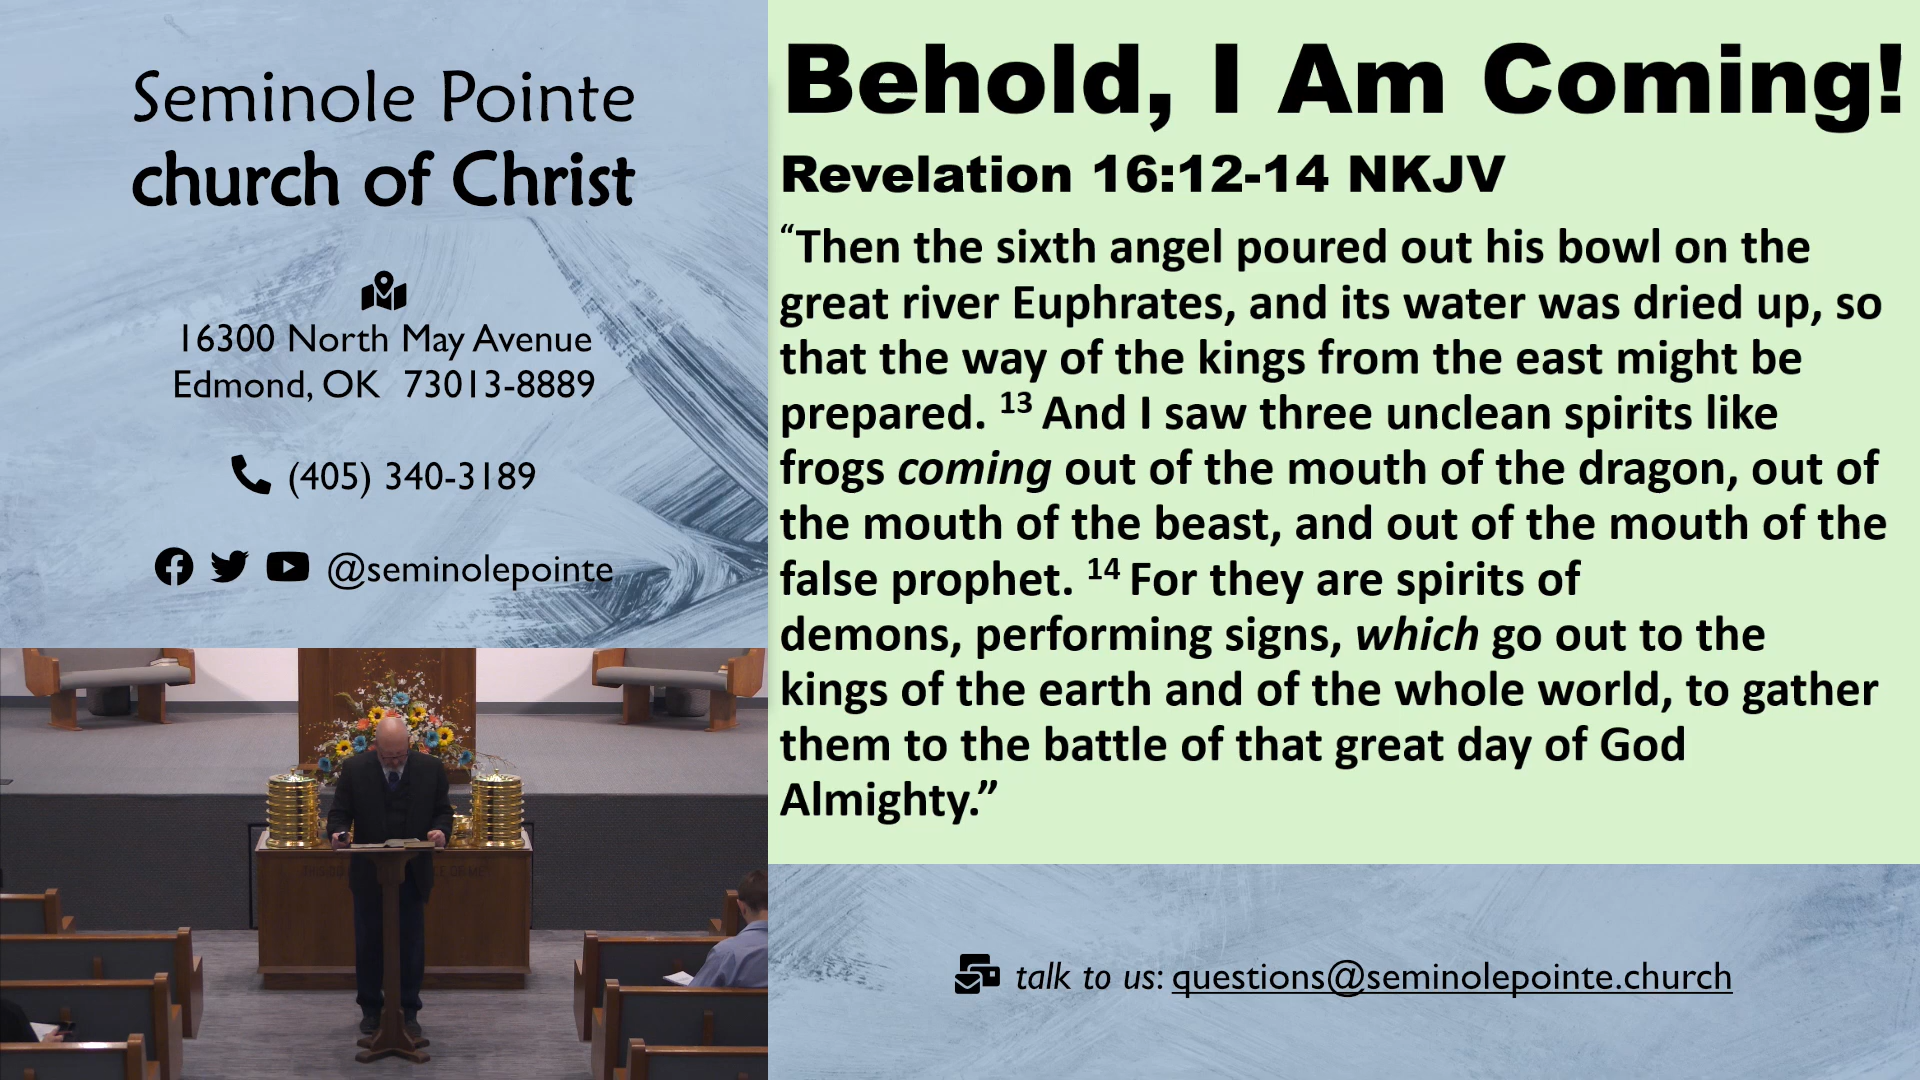 Seminole Pointe
church of Christ
16300 North May Avenue
Edmond, OK 73013-8889
(405) 340-3189
@seminolepointe
Behold, I Am Coming!
Revelation 16:12-14 NKJV
“Then the sixth angel poured out his bowl on the
great river Euphrates, and its water was dried up, so
that the way of the kings from the east might be
prepared. 13 And I saw three unclean spirits like
frogs coming out of the mouth of the dragon, out of
the mouth of the beast, and out of the mouth of the
false prophet. 14 For they are spirits of
demons, performing signs, which go out to the
kings of the earth and of the whole world, to gather
them to the battle of that great day of God
Almighty.”
talk to us: questions@seminolepointe.church